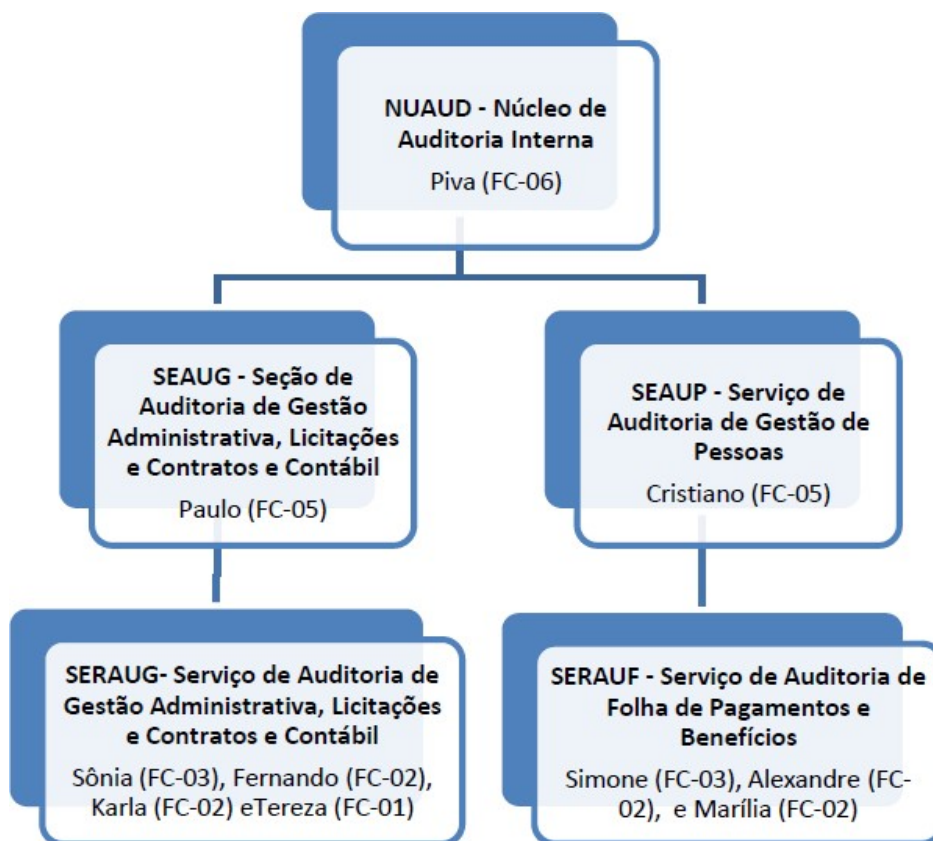 NUAUD - Núcleo de
Auditoria Interna
Piva (FC-06)
SEAUG - Seção de
Auditoria de Gestão
Administrativa, Licitações
e Contratos e Contábil
Paulo (FC-05)
SEAUP - Serviço de
Auditoria de Gestão de
Pessoas
Cristiano (FC-05)
SERAUG- Serviço de Auditoria de
Gestão Administrativa, Licitações
e Contratos e Contábil
Sônia (FC-03), Fernando (FC-02),
Karla (FC-02) eTereza (FC-01)
SERAUF - Serviço de Auditoria de
Folha de Pagamentos e
Benefícios
Simone (FC-03), Alexandre (FC-
02),  e Marília (FC-02)